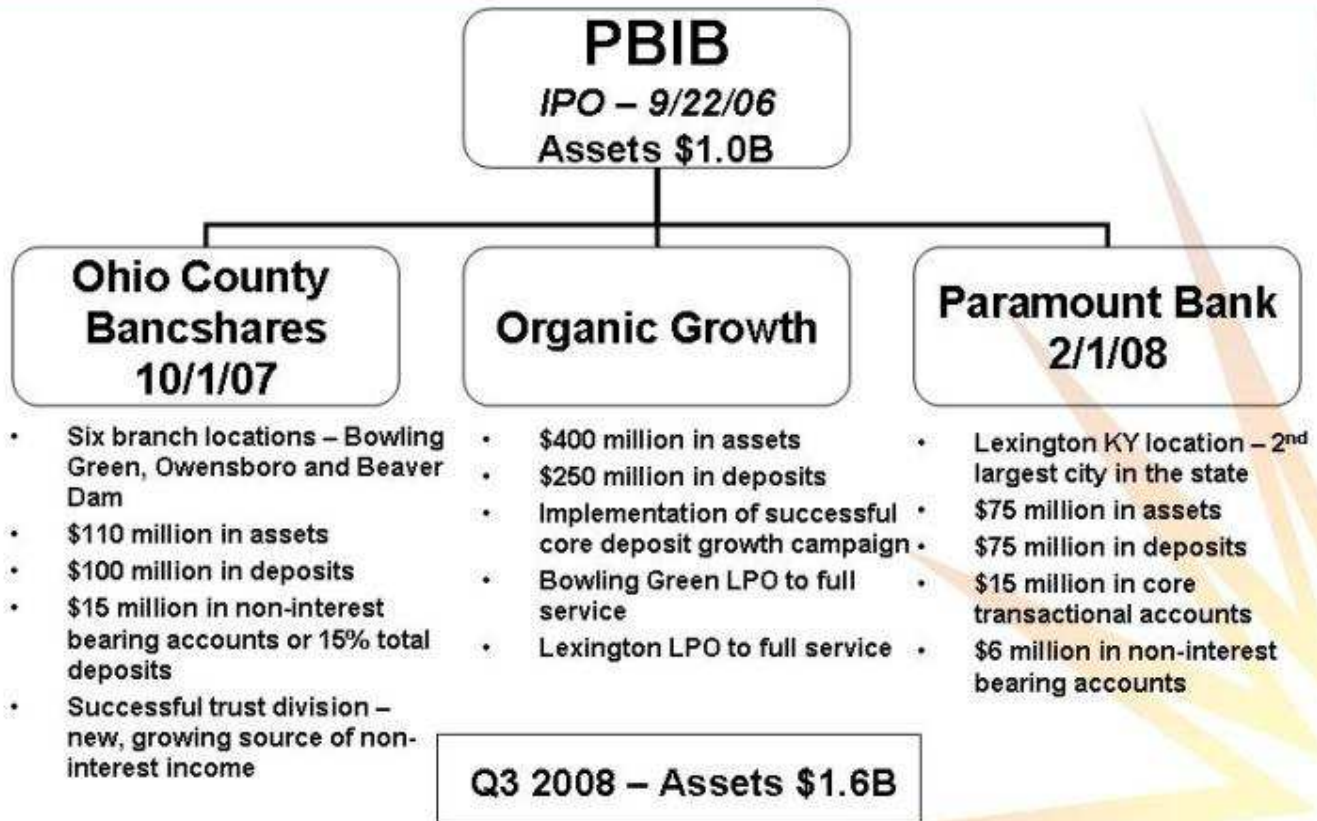 PBIB
IPO – 9/22/06
Assets $1.0B
Ohio County
Bancshares
10/1/07
• Six branch locations – Bowling
Green, Owensboro and Beaver
Dam
• $110 million in assets
• $100 million in deposits
• $15 million in non-interest
bearing accounts or 15% total
deposits
• Successful trust division –
new, growing source of non-
interest income
Organic Growth
• $400 million in assets
• $250 million in deposits
• Implementation of successful
core deposit growth campaign
• Bowling Green LPO to full
service
• Lexington LPO to full service
Paramount Bank
2/1/08
• Lexington KY location – 2nd
largest city in the state
• $75 million in assets
• $75 million in deposits
• $15 million in core
transactional accounts
• $6 million in non-interest
bearing accounts
Q3 2008 – Assets $1.6B